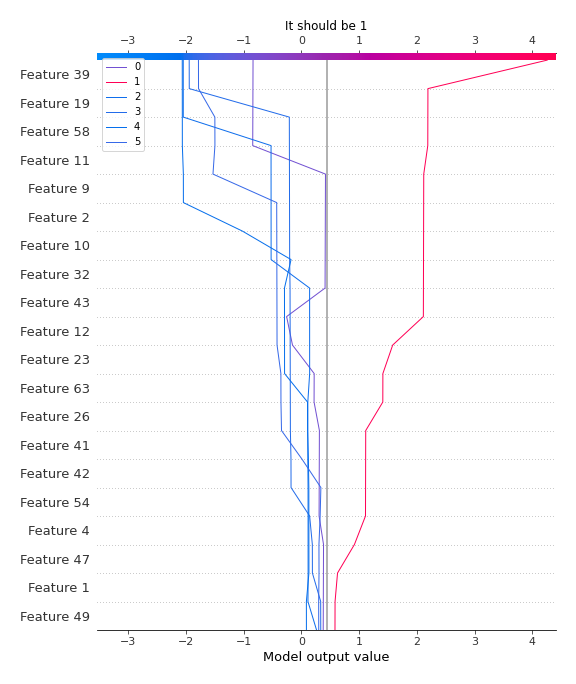 It should be 1
−3 −2 −1 0 1 2 3 4
0
1
2
3
4
5
Feature 39
Feature 19
Feature 58
Feature 11
Feature 9
Feature 2
Feature 10
Feature 32
Feature 43
Feature 12
Feature 23
Feature 63
Feature 26
Feature 41
Feature 42
Feature 54
Feature 4
Feature 47
Feature 1
Feature 49
−3 −2 −1 0 1 2 3 4
Model output value